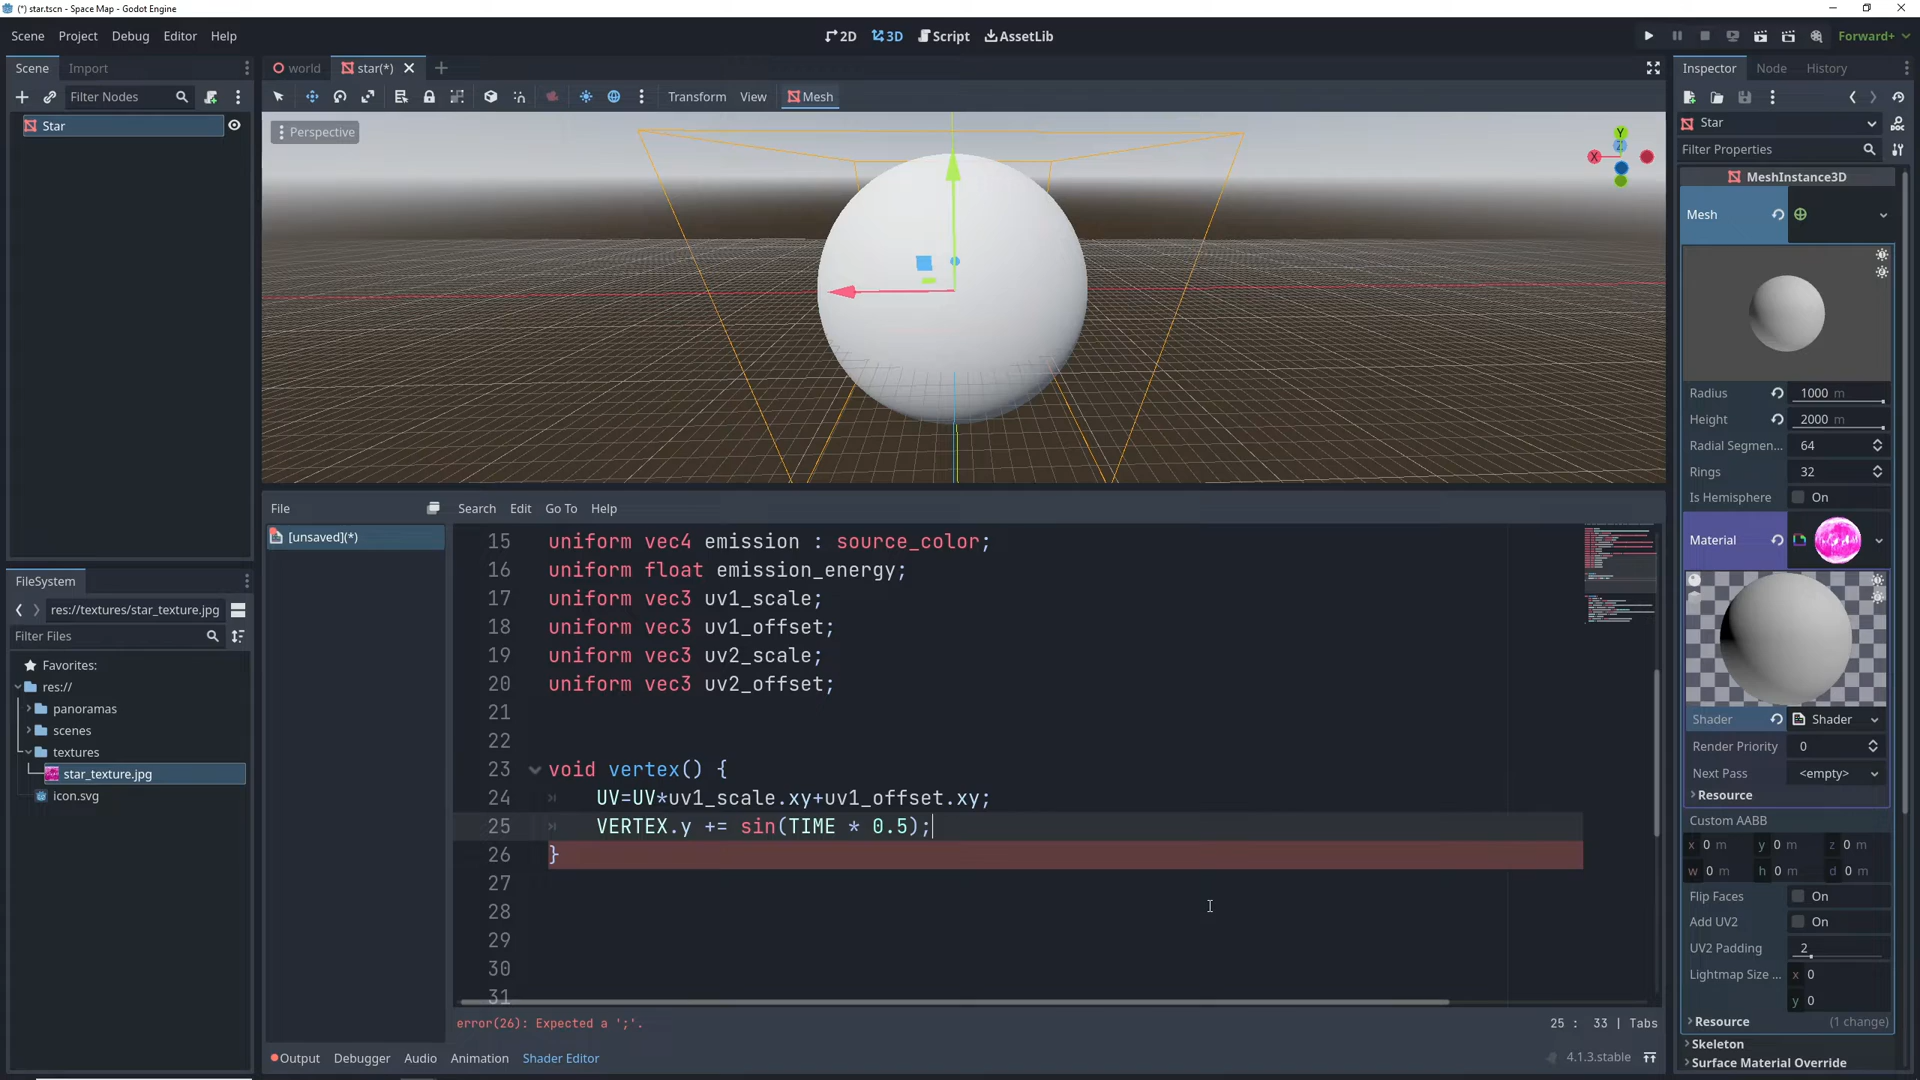 (*) star.tscn - Space Map - Godot Engine
Scene Project Debug Editor Help
2D 3D Script AssetLib
Forward+
Scene Import
world star(*)
Inspector Node History
Filter Nodes
Transform View Mesh
Star
Star
Perspective
Y
Z
X
Filter Properties
MeshInstance3D
Mesh
Radius 1000 m
Height 2000 m
Radial Segmen... 64
Rings 32
Is Hemisphere On
Material
Shader Shader
Render Priority 0
Next Pass <empty>
Resource
Custom AABB
x 0 m y 0 m z 0 m
w 0 m h 0 m d 0 m
Flip Faces On
Add UV2 On
UV2 Padding 2
Lightmap Size ... x 0
y 0
Resource (1 change)
Skeleton
Surface Material Override
FileSystem
res://textures/star_texture.jpg
Filter Files
Favorites:
res://
panoramas
scenes
textures
star_texture.jpg
icon.svg
File Search Edit Go To Help
[unsaved](*)
15 uniform vec4 emission : source_color;
16 uniform float emission_energy;
17 uniform vec3 uv1_scale;
18 uniform vec3 uv1_offset;
19 uniform vec3 uv2_scale;
20 uniform vec3 uv2_offset;
21
22
23 void vertex() {
24 UV=UV*uv1_scale.xy+uv1_offset.xy;
25 VERTEX.y += sin(TIME * 0.5);
26 }
27
28
29
30
31
error(26): Expected a ';'.
25 : 33 | Tabs
Output Debugger Audio Animation Shader Editor
4.1.3.stable